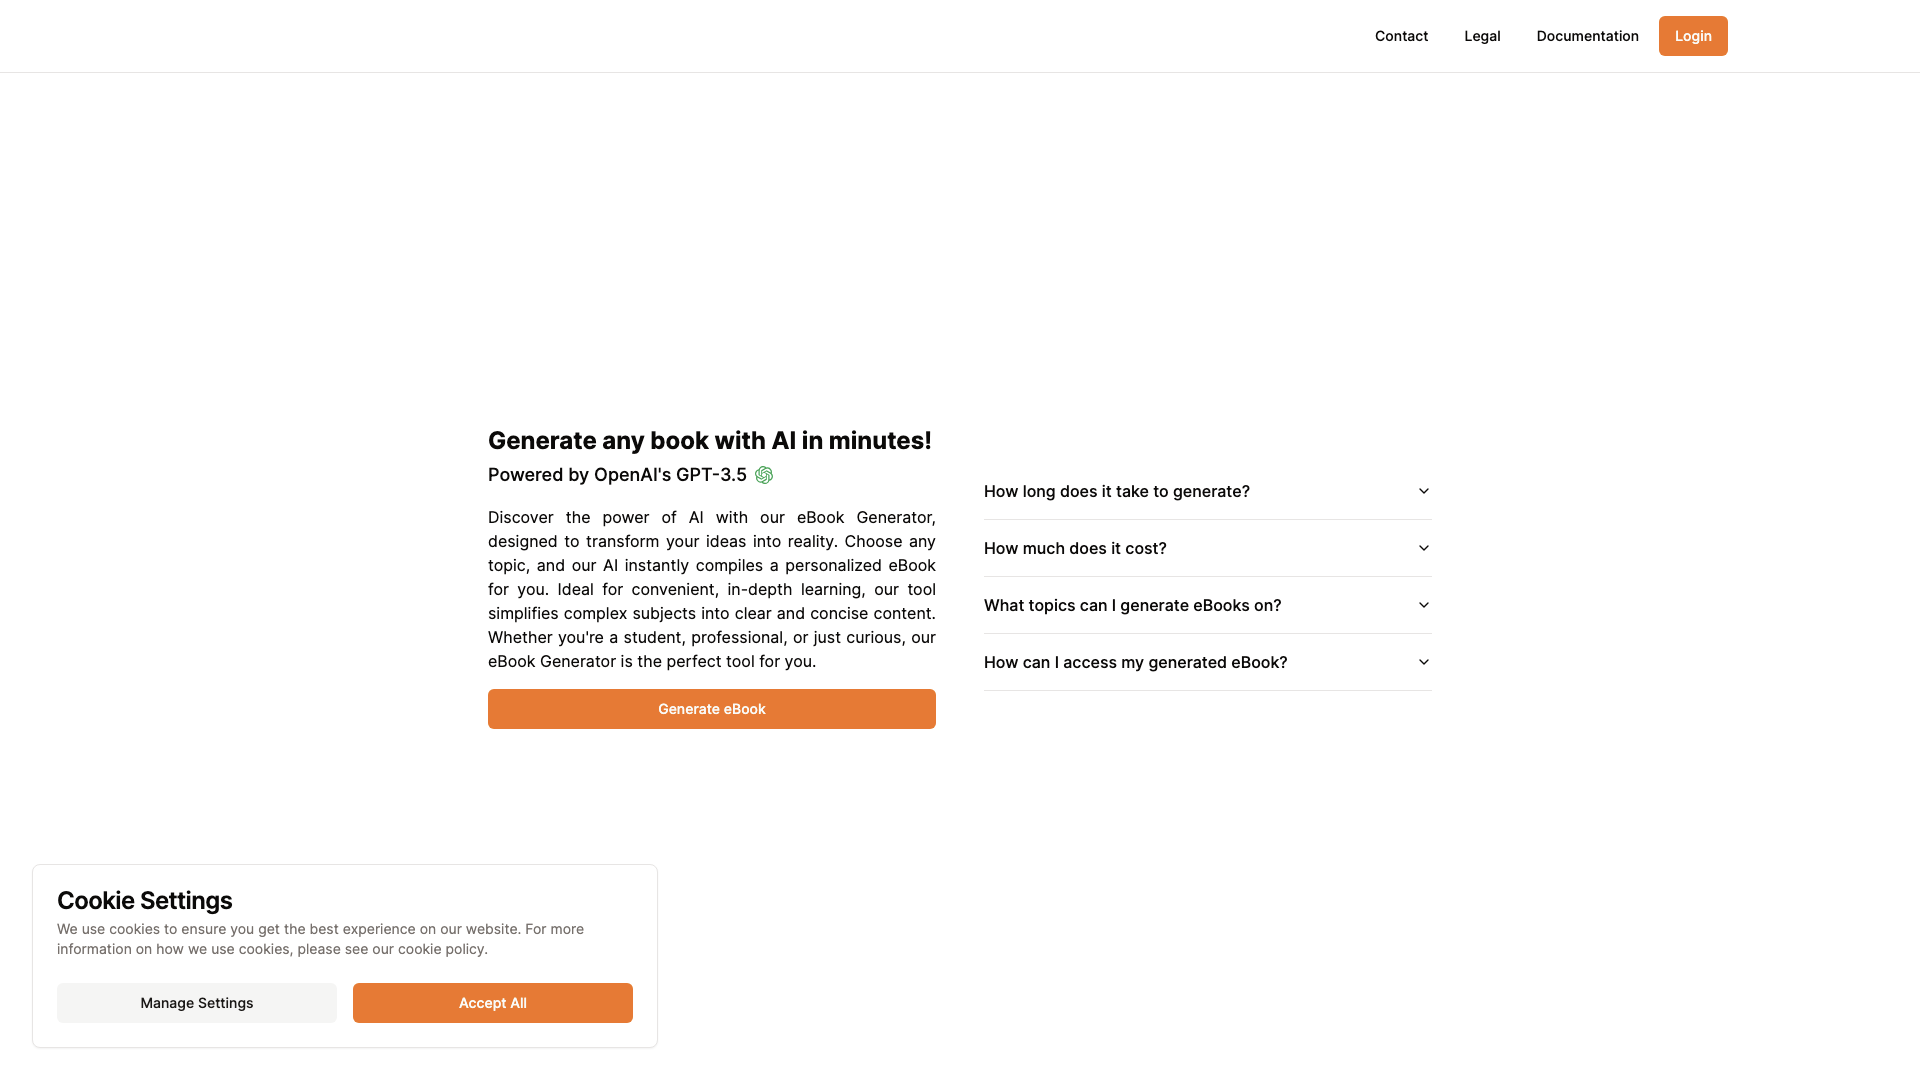 Contact
Legal
Documentation
Login
Generate any book with AI in minutes!
Powered by OpenAI's GPT-3.5
Discover the power of AI with our eBook Generator,
designed to transform your ideas into reality. Choose any
topic, and our AI instantly compiles a personalized eBook
for you. Ideal for convenient, in-depth learning, our tool
simplifies complex subjects into clear and concise content.
Whether you're a student, professional, or just curious, our
eBook Generator is the perfect tool for you.
Generate eBook
How long does it take to generate?
How much does it cost?
What topics can I generate eBooks on?
How can I access my generated eBook?
Cookie Settings
We use cookies to ensure you get the best experience on our website. For more
information on how we use cookies, please see our cookie policy.
Manage Settings
Accept All